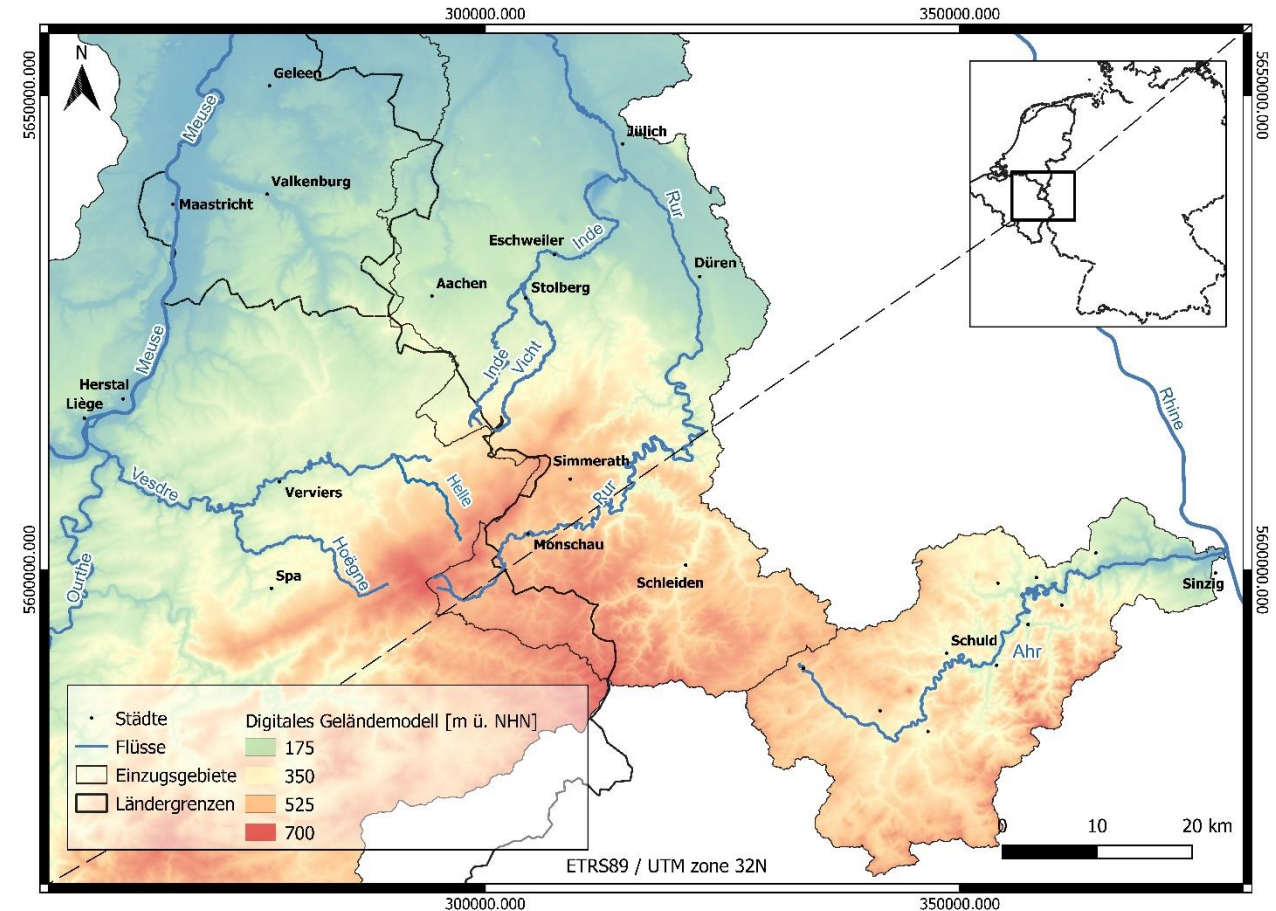 300000.000
350000.000
5650000.000
5650000.000
N
Geleen
Meuse
Jülich
Valkenburg
Maastricht
Rur
Eschweiler
Inde
Düren
Aachen
Stolberg
Meuse
Inde
Vicht
Herstal
Liège
Rhine
Simmerath
Vesdre
Verviers
Helle
Rur
Monschau
Hoëgne
Ourthe
Spa
Schleiden
Sinzig
5600000.000
5600000.000
Schuld
Ahr
Städte
Flüsse
Einzugsgebiete
Ländergrenzen
Digitales Geländemodell [m ü. NHN]
175
350
525
700
0 10 20 km
ETRS89 / UTM zone 32N
300000.000
350000.000